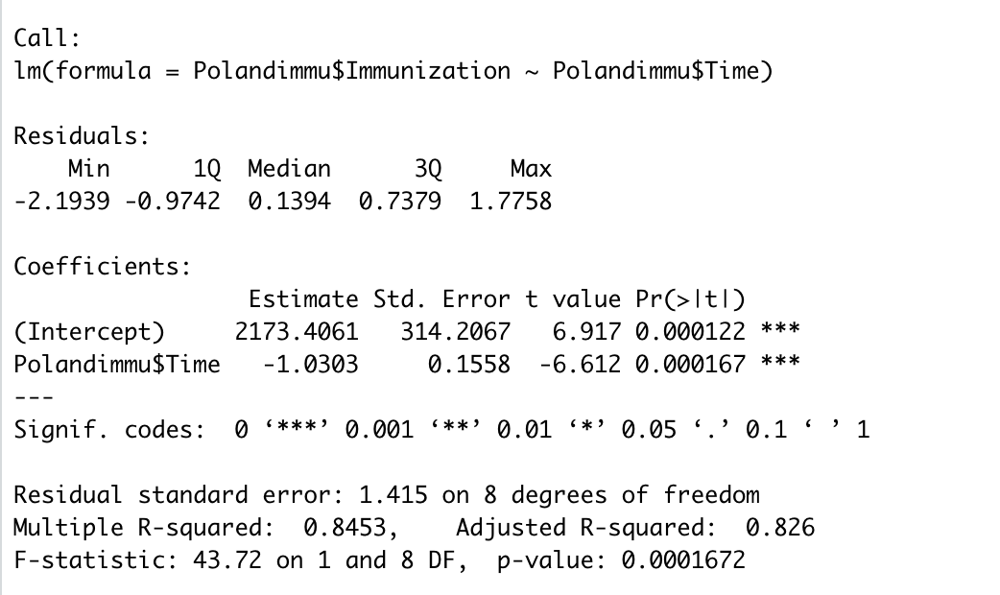 Call:
lm(formula = Polandimmu$Immunization ~ Polandimmu$Time)
Residuals:
    Min      1Q  Median      3Q     Max
-2.1939 -0.9742  0.1394  0.7379  1.7758
Coefficients:
                 Estimate Std. Error t value Pr(>|t|)
(Intercept)     2173.4061   314.2067   6.917 0.000122 ***
Polandimmu$Time   -1.0303     0.1558  -6.612 0.000167 ***
---
Signif. codes:  0 ‘***’ 0.001 ‘**’ 0.01 ‘*’ 0.05 ‘.’ 0.1 ‘ ’ 1
Residual standard error: 1.415 on 8 degrees of freedom
Multiple R-squared:  0.8453,    Adjusted R-squared:  0.826
F-statistic: 43.72 on 1 and 8 DF,  p-value: 0.0001672